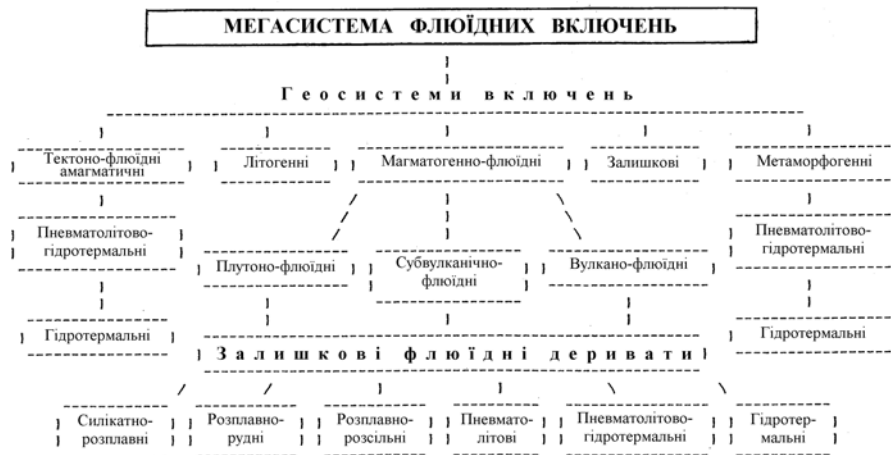 МЕГАСИСТЕМА ФЛЮЇДНИХ ВКЛЮЧЕНЬ
Геосистеми включень
Тектоно-флюїдні
амагматичні
Літогенні
Магматогенно-флюїдні
Залишкові
Метаморфогенні
Пневматолітово-
гідротермальні
Пневматолітово-
гідротермальні
Плутоно-флюїдні
Субвулканічно-
флюїдні
Вулкано-флюїдні
Гідротермальні
Гідротермальні
Залишкові флюїдні деривати
Силікатно-
розплавні
Розплавно-
рудні
Розплавно-
розсільні
Пневмато-
літові
Пневматолітово-
гідротермальні
Гідротер-
мальні